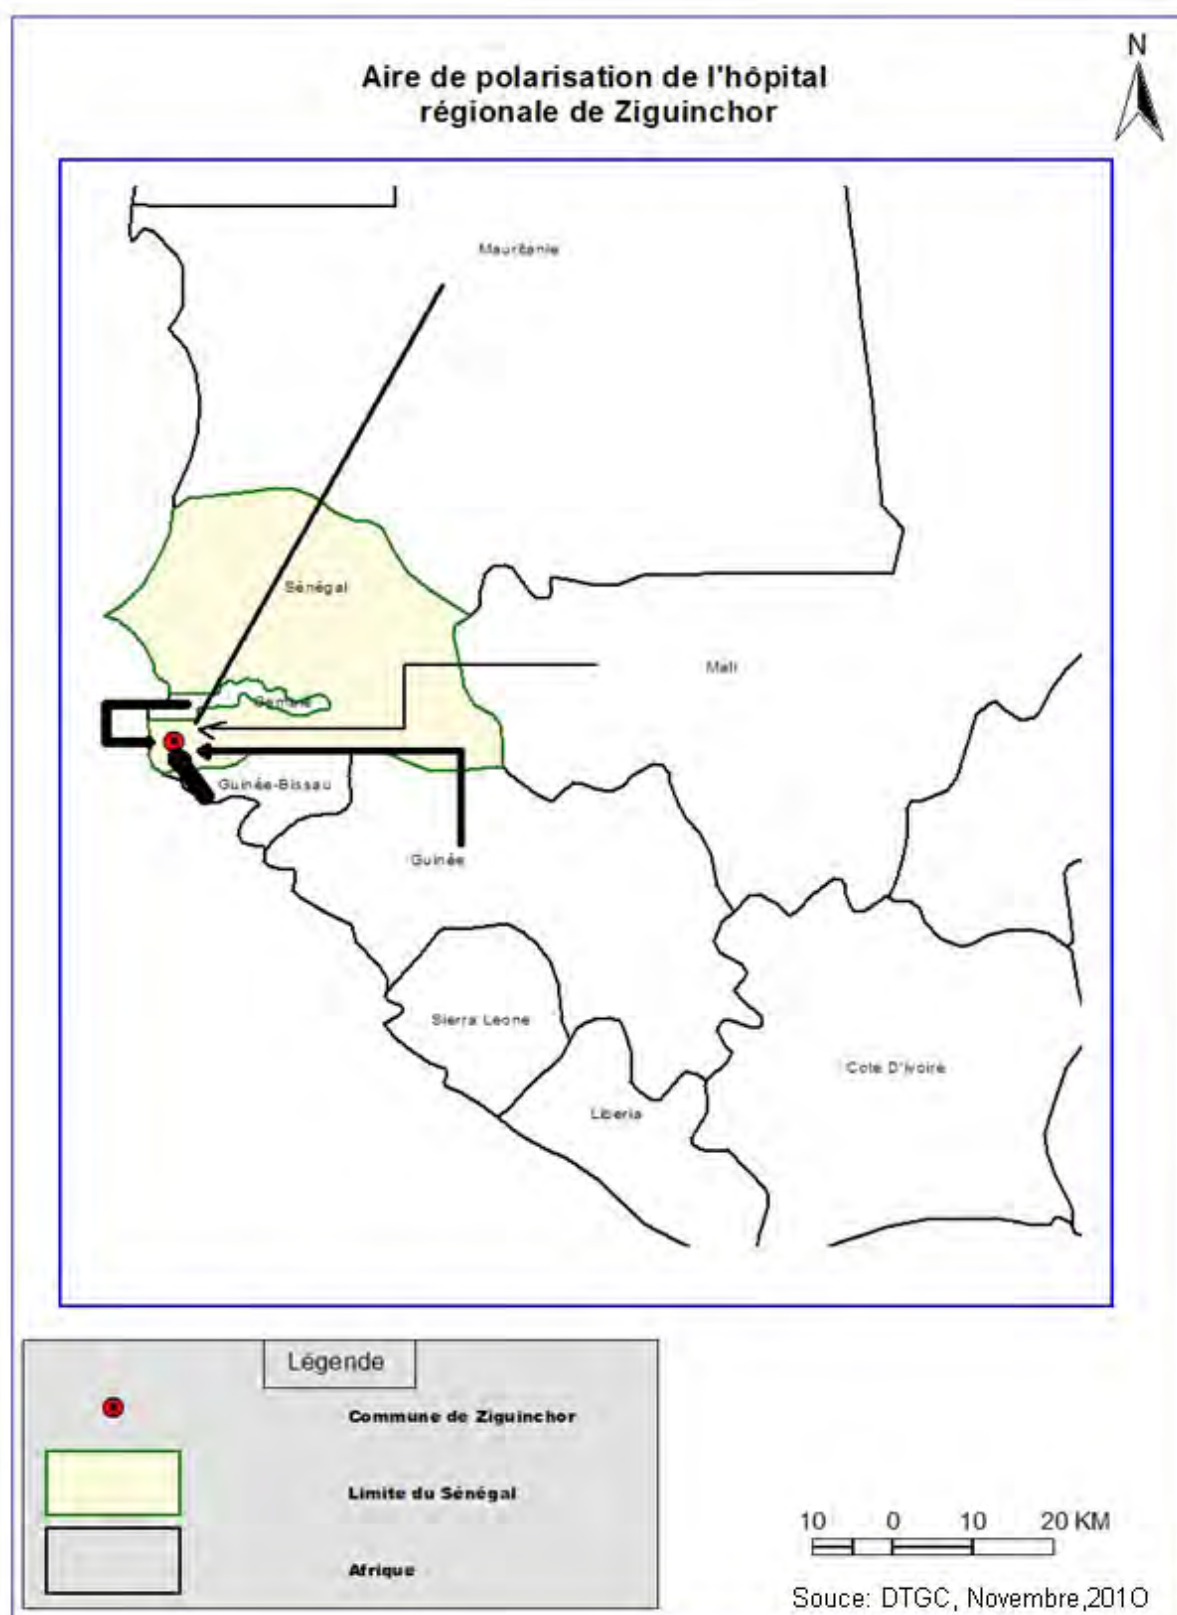 N
Aire de polarisation de l'hôpital
régionale de Ziguinchor
Mauritanie
Sénégal
Mali
Gambie
Guinée-Bissau
Guinée
Sierra Leone
Cote D'Ivoire
Liberia
Légende
Commune de Ziguinchor
Limite du Sénégal
Afrique
10 0 10 20 KM
Souce: DTGC, Novembre,201O